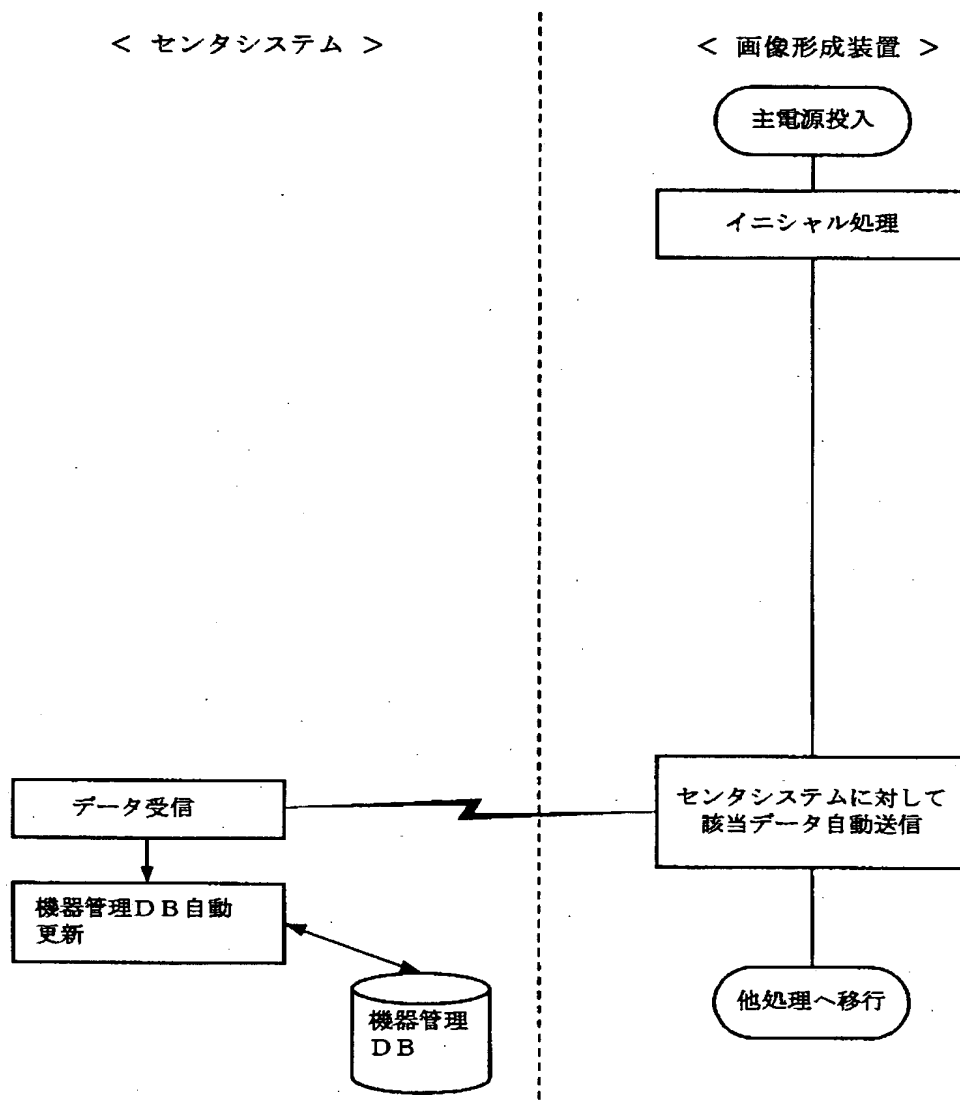 < センタシステム >
< 画像形成装置 >
主電源投入
イニシャル処理
センタシステムに対して
該当データ自動送信
データ受信
機器管理DB自動
更新
機器管理
DB
他処理へ移行